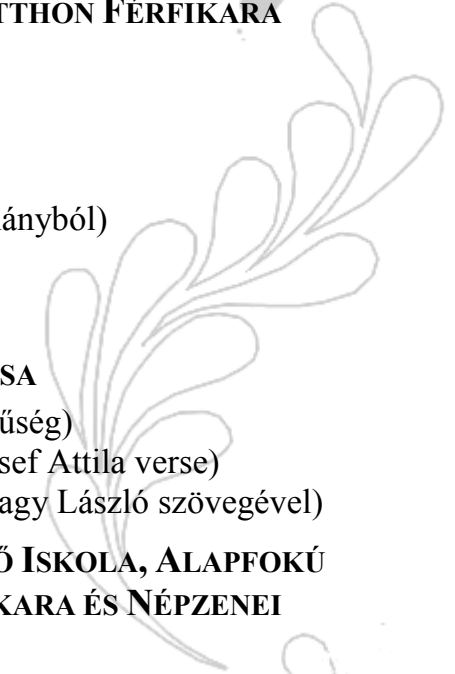 TTHON FÉRFIKARA
ányból)
SA
űség)
sef Attila verse)
agy László szövegével)
Ő ISKOLA, ALAPFOKÚ
KARA ÉS NÉPZENEI